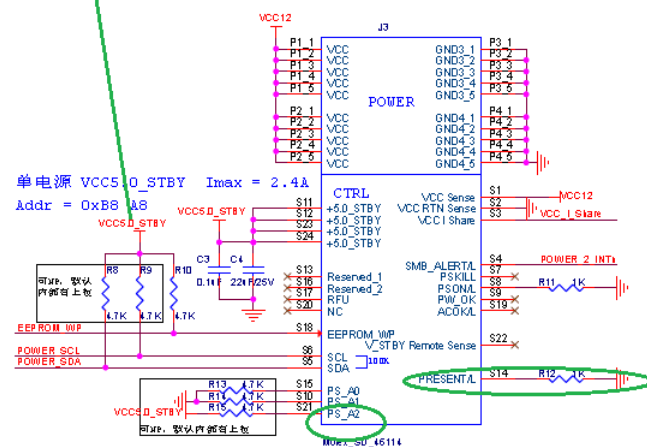 VCC12
J3
P1_1 VCC GND3_1 P3_1
P1_2 VCC GND3_2 P3_2
P1_3 VCC GND3_3 P3_3
P1_4 VCC GND3_4 P3_4
P1_5 VCC GND3_5 P3_5
POWER
P2_1 VCC GND4_1 P4_1
P2_2 VCC GND4_2 P4_2
P2_3 VCC GND4_3 P4_3
P2_4 VCC GND4_4 P4_4
P2_5 VCC GND4_5 P4_5
单电源 VCC5.0_STBY Imax = 2.4A
Addr = 0xB8 A8
CTRL
VCC5.0_STBY
VCC5.0_STBY
S11 +5.0_STBY
S12 +5.0_STBY
S23 +5.0_STBY
S24 +5.0_STBY
VCC Sense S1 VCC12
VCC RTN Sense S2
VCC I Share S3 VCC_I_Share
C3 C4
0.1uF 22uF/25V
R8 R9 R10
可NC，默认
内部有上拉
4.7K 4.7K 4.7K
S13 Reserved_1
S16 Reserved_2
S17 RFU
S20 NC
SMB_ALERT/L S4 POWER_2_INTn
PSKILL S7
PSON/L S8 R11 1K
PW_OK S9
ACOK/L S19
EEPROM_WP S18 EEPROM_WP
V_STBY Remote Sense S22
POWER_SCL S6 SCL
POWER_SDA S5 SDA
100K
PRESENT/L S14 R12 1K
R13 4.7K S15 PS_A0
R14 4.7K S10 PS_A1
VCC5.0_STBY R15 4.7K S21 PS_A2
可NC，默认内部有上拉
MOLEX_SD_45114